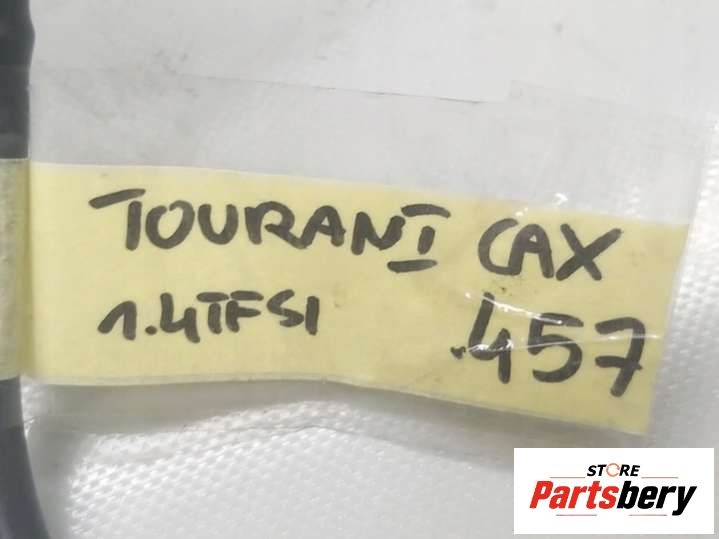 TOURANI CAX
1.4TFSI .457
STORE
Partsbery